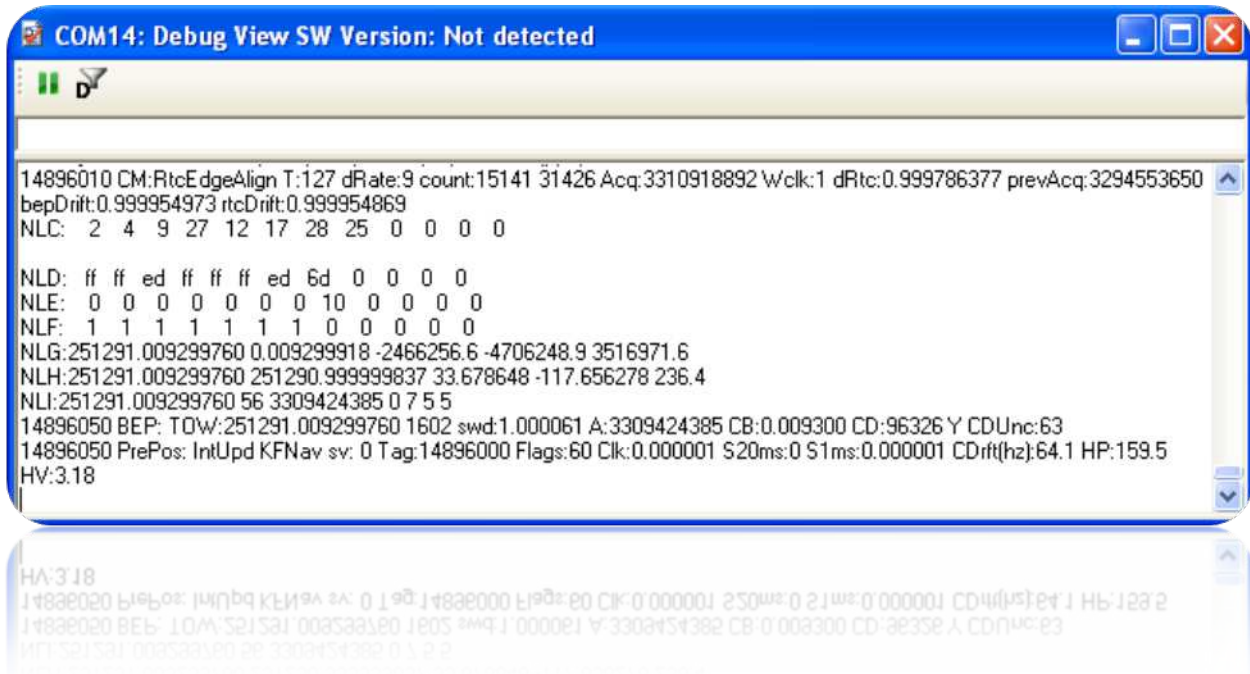 COM14: Debug View SW Version: Not detected
D
14896010 CM:RtcEdgeAlign T:127 dRate:9 count:15141 31426 Acq:3310918892 Wclk:1 dRtc:0.999786377 prevAcq:3294553650
bepDrift:0.999954973 rtcDrift:0.999954869
NLC: 2 4 9 27 12 17 28 25 0 0 0 0
NLD: ff ff ed ff ff ff ed 6d 0 0 0 0
NLE: 0 0 0 0 0 0 0 10 0 0 0 0
NLF: 1 1 1 1 1 1 1 0 0 0 0 0
NLG:251291.009299760 0.009299918 -2466256.6 -4706248.9 3516971.6
NLH:251291.009299760 251290.999999837 33.678648 -117.656278 236.4
NLI:251291.009299760 56 3309424385 0 7 5 5
14896050 BEP: TOW:251291.009299760 1602 swd:1.000061 A:3309424385 CB:0.009300 CD:96326 Y CDUnc:63
14896050 PrePos: IntUpd KFNav sv: 0 Tag:14896000 Flags:60 Clk:0.000001 S20ms:0 S1ms:0.000001 CDrft(hz):64.1 HP:159.5
HV:3.18